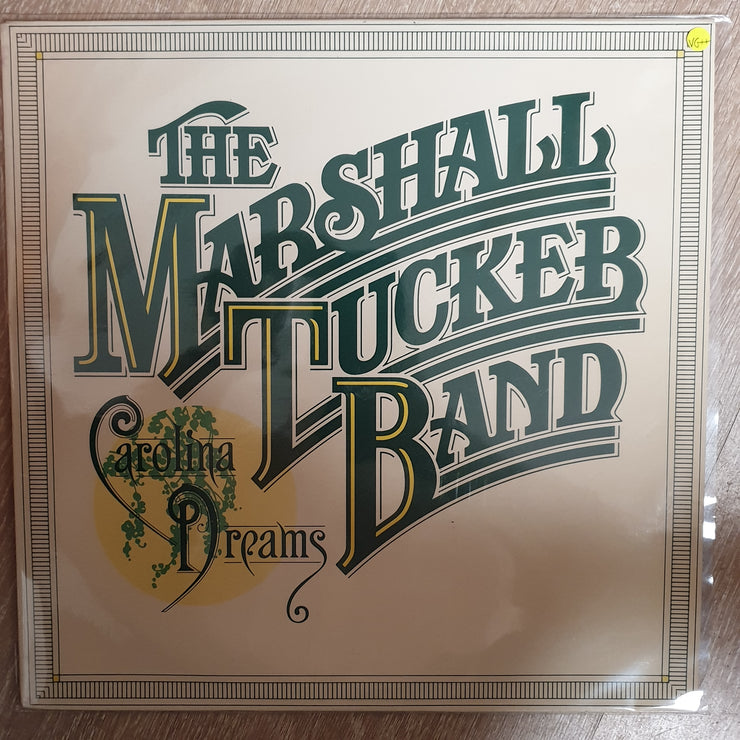 VG++
THE
MARSHALL
TUCKER
BAND
Carolina
Dreams